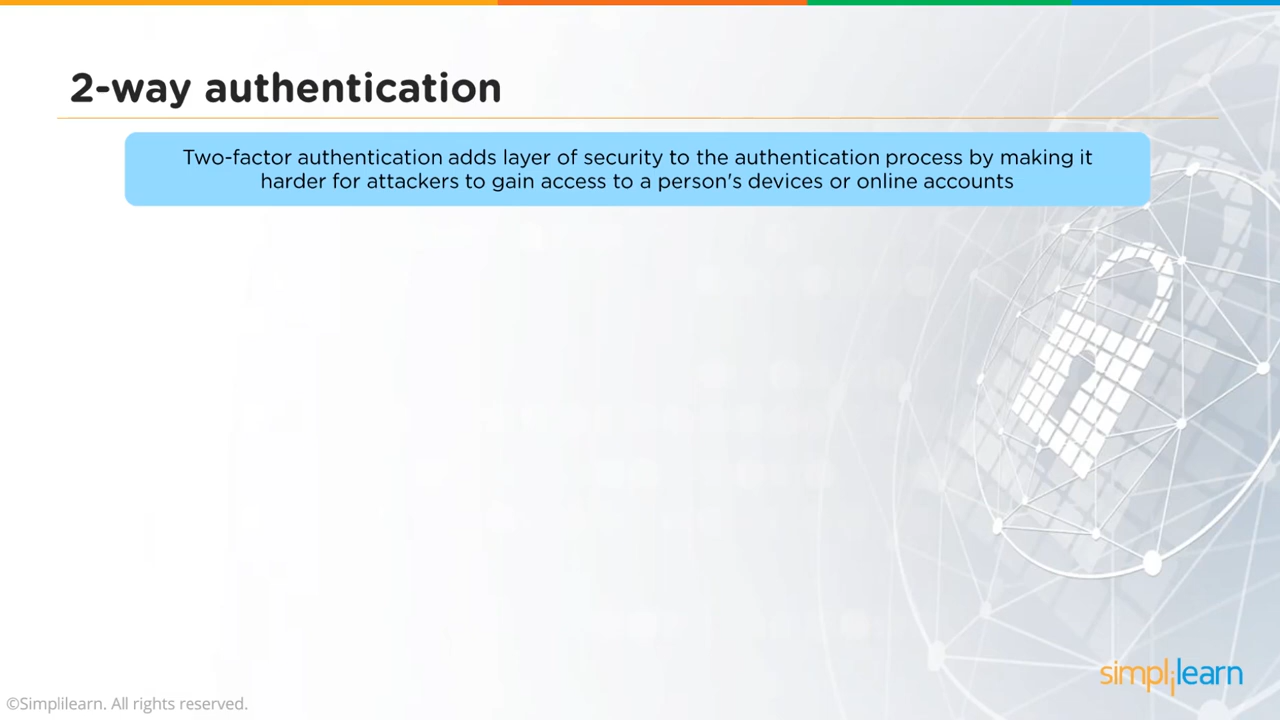 2-way authentication
Two-factor authentication adds layer of security to the authentication process by making it
harder for attackers to gain access to a person's devices or online accounts
simplilearn
©Simplilearn. All rights reserved.